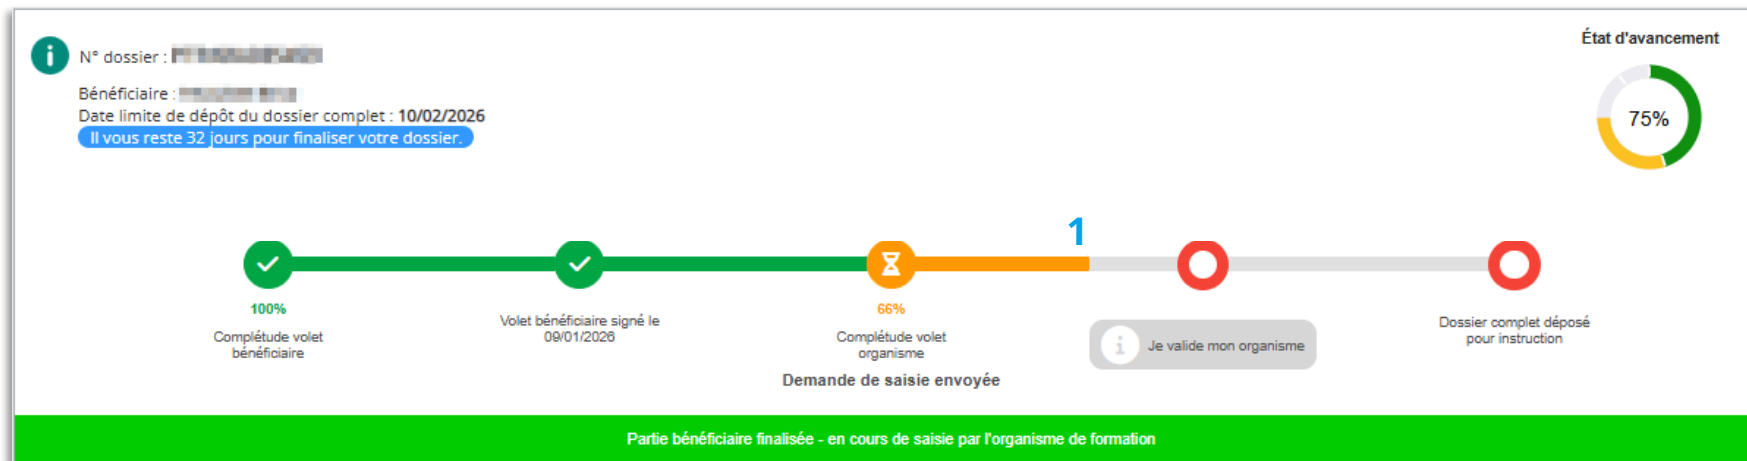 État d'avancement
N° dossier :
Bénéficiaire :
Date limite de dépôt du dossier complet : 10/02/2026
Il vous reste 32 jours pour finaliser votre dossier.
75%
1
100%
Complétude volet
bénéficiaire
Volet bénéficiaire signé le
09/01/2026
66%
Complétude volet
organisme
Demande de saisie envoyée
i Je valide mon organisme
Dossier complet déposé
pour instruction
Partie bénéficiaire finalisée - en cours de saisie par l'organisme de formation